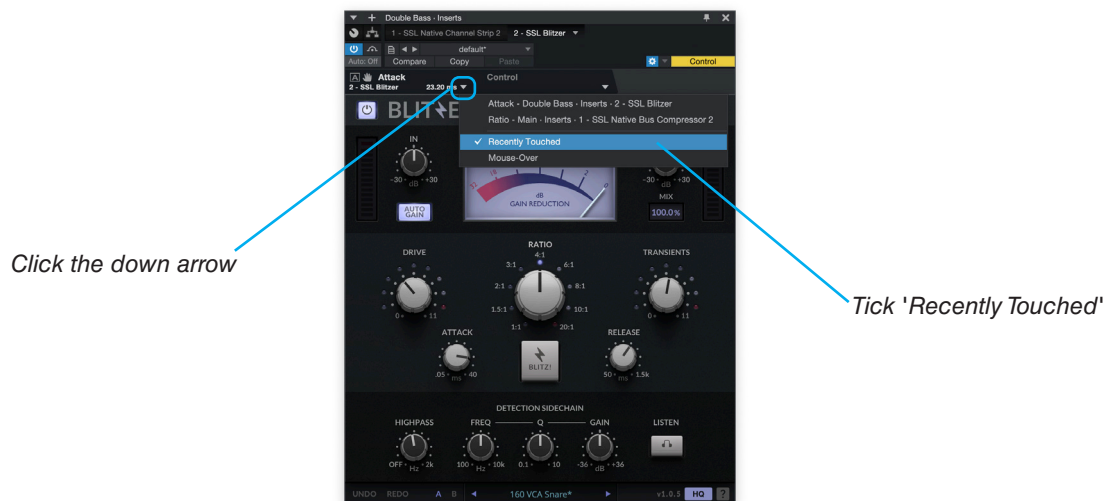 Double Bass · Inserts
1 - SSL Native Channel Strip 2 2 - SSL Blitzer
default*
Auto: Off Compare Copy Paste Control
A Attack Control
2 - SSL Blitzer 23.20 ms
Attack - Double Bass · Inserts · 2 - SSL Blitzer
Ratio - Main · Inserts · 1 - SSL Native Bus Compressor 2
✓ Recently Touched
Mouse-Over
IN
-30 dB +30
-30 dB +30
dB
GAIN REDUCTION
AUTO GAIN
MIX
100.0%
Click the down arrow
Tick 'Recently Touched'
DRIVE
0 11
RATIO
4:1
3:1 6:1
2:1 8:1
1.5:1 10:1
1:1 20:1
TRANSIENTS
0 11
ATTACK
.05 ms 40
BLITZ!
RELEASE
50 ms 1.5k
DETECTION SIDECHAIN
HIGHPASS FREQ Q GAIN LISTEN
OFF Hz 2k 100 Hz 10k 0.1 10 -36 dB +36
UNDO REDO A B 160 VCA Snare* v1.0.5 HQ ?